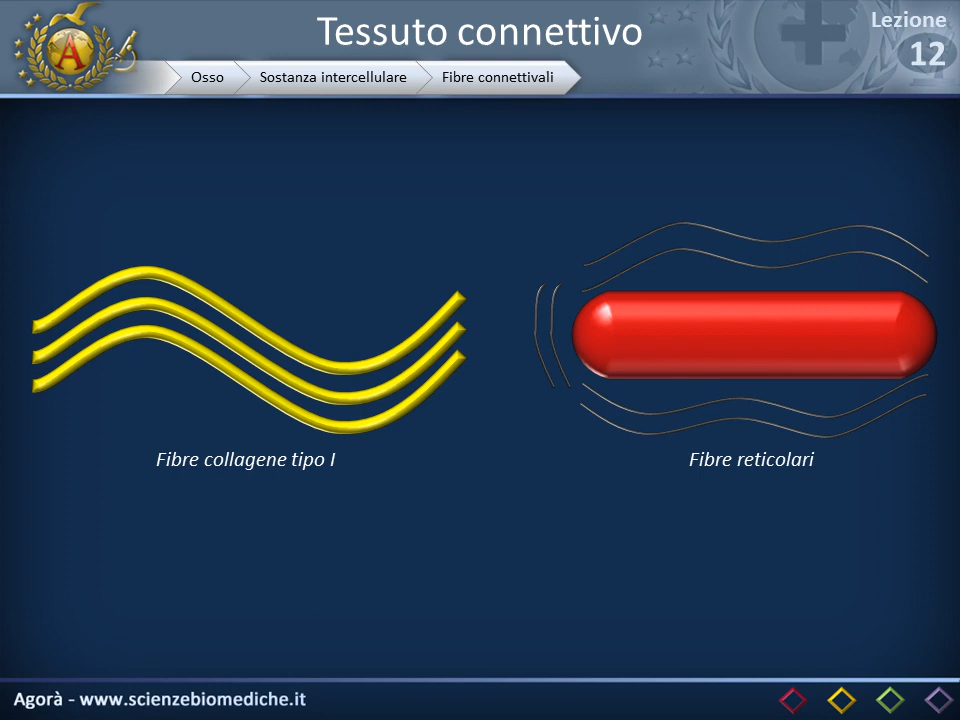 Tessuto connettivo
Lezione
12
A
Osso
Sostanza intercellulare
Fibre connettivali
Fibre collagene tipo I
Fibre reticolari
Agorà - www.scienzebiomediche.it